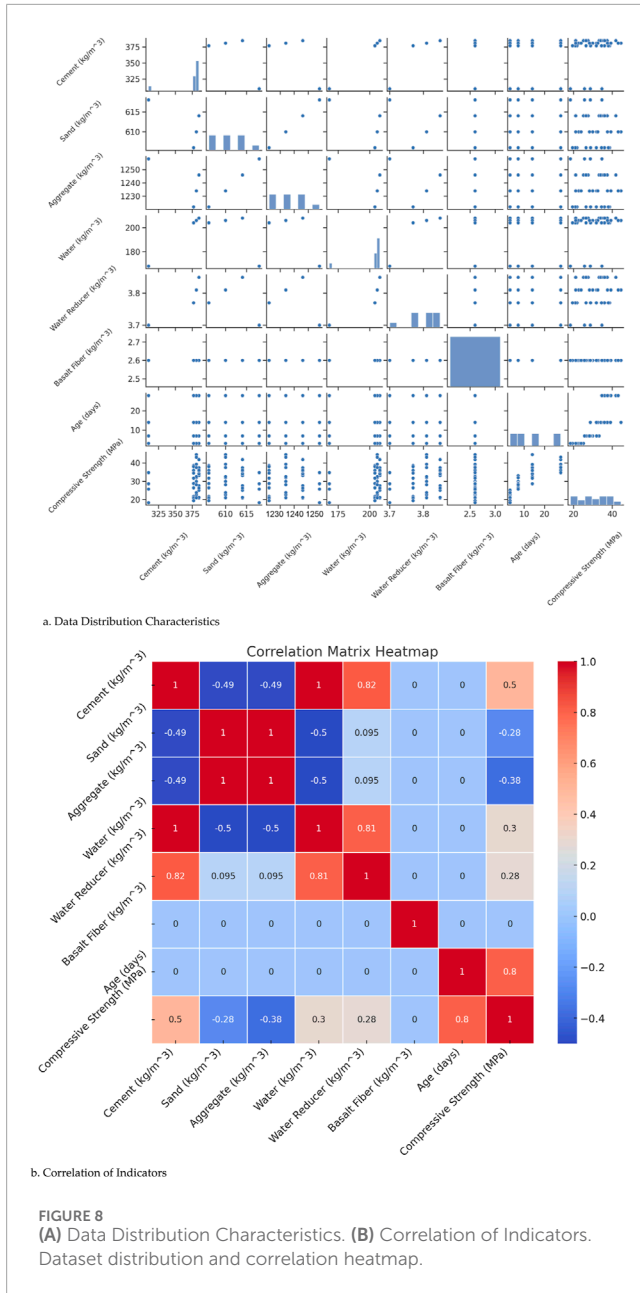 Cement (kg/m^3)
375
350
325
Sand (kg/m^3)
615
610
Aggregate (kg/m^3)
1250
1240
1230
Water (kg/m^3)
200
180
Water Reducer (kg/m^3)
3.8
3.7
Basalt Fiber (kg/m^3)
2.7
2.6
2.5
Age (days)
20
10
Compressive Strength (MPa)
40
35
30
25
20
325 350 375 610 615 1230 1240 1250 175 200 3.7 3.8 2.5 3.0 10 20 20 40
Cement (kg/m^3) Sand (kg/m^3) Aggregate (kg/m^3) Water (kg/m^3) Water Reducer (kg/m^3) Basalt Fiber (kg/m^3) Age (days) Compressive Strength (MPa)
a. Data Distribution Characteristics
Correlation Matrix Heatmap
Cement (kg/m^3) 1 -0.49 -0.49 1 0.82 0 0 0.5
Sand (kg/m^3) -0.49 1 1 -0.5 0.095 0 0 -0.28
Aggregate (kg/m^3) -0.49 1 1 -0.5 0.095 0 0 -0.38
Water (kg/m^3) 1 -0.5 -0.5 1 0.81 0 0 0.3
Water Reducer (kg/m^3) 0.82 0.095 0.095 0.81 1 0 0 0.28
Basalt Fiber (kg/m^3) 0 0 0 0 0 1 0 0
Age (days) 0 0 0 0 0 0 1 0.8
Compressive Strength (MPa) 0.5 -0.28 -0.38 0.3 0.28 0 0.8 1
Cement (kg/m^3) Sand (kg/m^3) Aggregate (kg/m^3) Water (kg/m^3) Water Reducer (kg/m^3) Basalt Fiber (kg/m^3) Age (days) Compressive Strength (MPa)
1.0
0.8
0.6
0.4
0.2
0.0
-0.2
-0.4
b. Correlation of Indicators
FIGURE 8
(A) Data Distribution Characteristics. (B) Correlation of Indicators.
Dataset distribution and correlation heatmap.